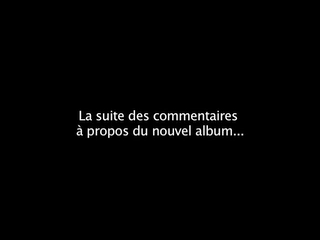 La suite des commentaires
à propos du nouvel album...